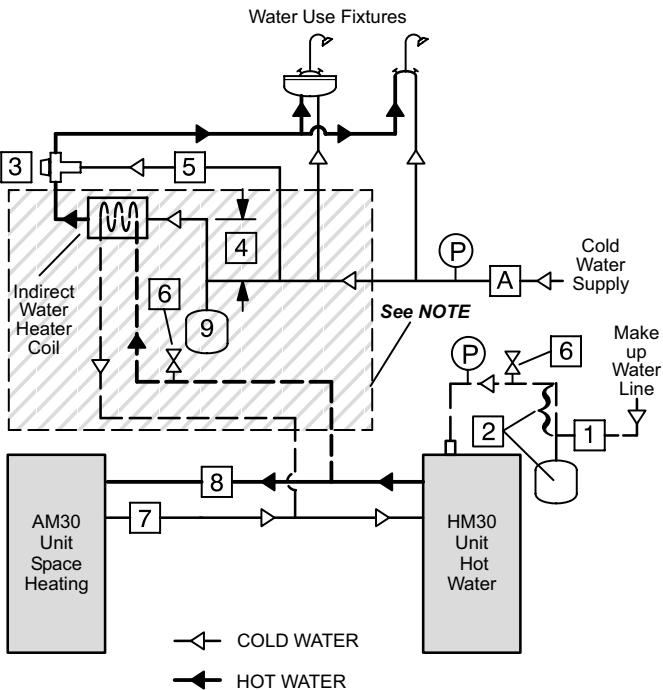 Water Use Fixtures
3
5
4
P
A
Cold
Water
Supply
Indirect
Water
Heater
Coil
6
9
See NOTE
P
6
Make
up
Water
Line
2
1
8
7
AM30
Unit
Space
Heating
HM30
Unit
Hot
Water
COLD WATER
HOT WATER